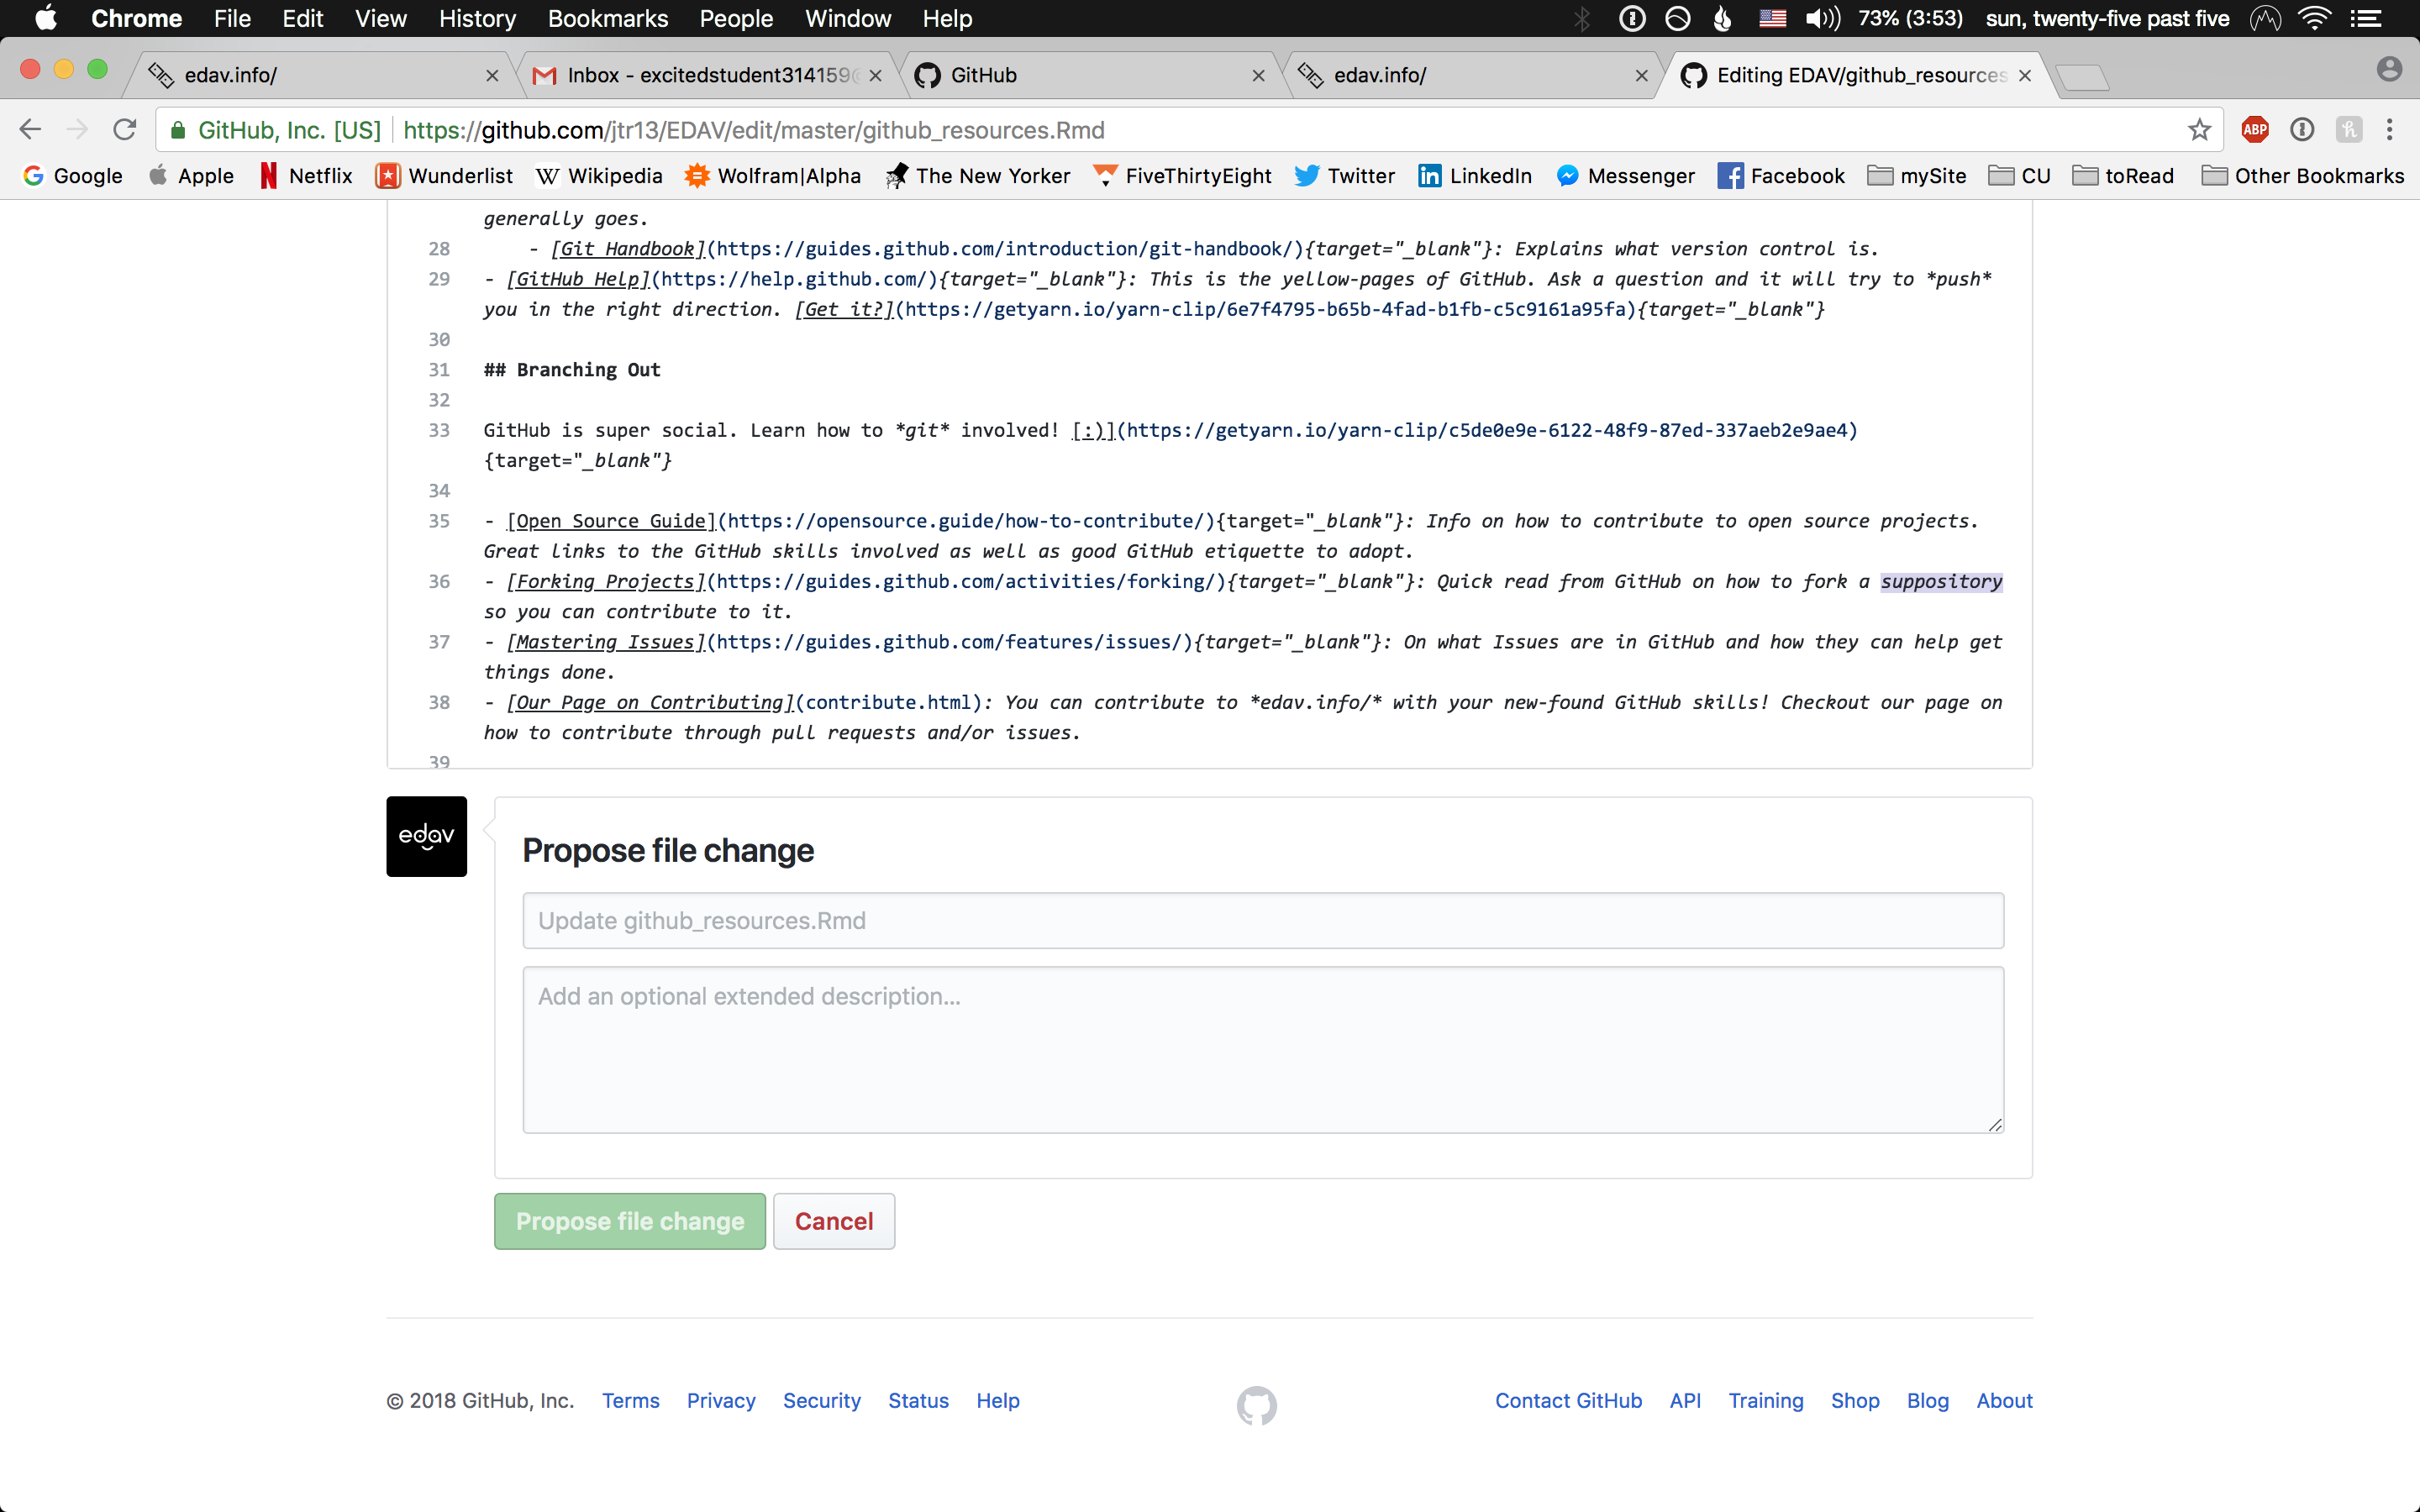 Chrome File Edit View History Bookmarks People Window Help 73% (3:53) sun, twenty-five past five
edav.info/ Inbox - excitedstudent314159@ GitHub edav.info/ Editing EDAV/github_resources
GitHub, Inc. [US] https://github.com/jtr13/EDAV/edit/master/github_resources.Rmd ABP
Google Apple Netflix Wunderlist Wikipedia Wolfram|Alpha The New Yorker FiveThirtyEight Twitter LinkedIn Messenger Facebook mySite CU toRead Other Bookmarks
generally goes.
28 - [Git Handbook](https://guides.github.com/introduction/git-handbook/){target="_blank"}: Explains what version control is.
29 - [GitHub Help](https://help.github.com/){target="_blank"}: This is the yellow-pages of GitHub. Ask a question and it will try to *push*
you in the right direction. [Get it?](https://getyarn.io/yarn-clip/6e7f4795-b65b-4fad-b1fb-c5c9161a95fa){target="_blank"}
30
31 ## Branching Out
32
33 GitHub is super social. Learn how to *git* involved! [:)](https://getyarn.io/yarn-clip/c5de0e9e-6122-48f9-87ed-337aeb2e9ae4)
{target="_blank"}
34
35 - [Open Source Guide](https://opensource.guide/how-to-contribute/){target="_blank"}: Info on how to contribute to open source projects.
Great links to the GitHub skills involved as well as good GitHub etiquette to adopt.
36 - [Forking Projects](https://guides.github.com/activities/forking/){target="_blank"}: Quick read from GitHub on how to fork a suppository
so you can contribute to it.
37 - [Mastering Issues](https://guides.github.com/features/issues/){target="_blank"}: On what Issues are in GitHub and how they can help get
things done.
38 - [Our Page on Contributing](contribute.html): You can contribute to *edav.info/* with your new-found GitHub skills! Checkout our page on
how to contribute through pull requests and/or issues.
39
edav
Propose file change
Update github_resources.Rmd
Add an optional extended description...
Propose file change Cancel
© 2018 GitHub, Inc. Terms Privacy Security Status Help Contact GitHub API Training Shop Blog About